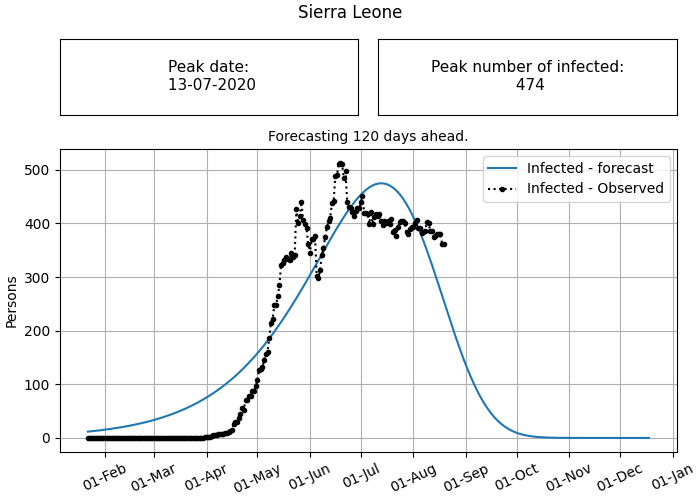 Sierra Leone
Peak date:
13-07-2020
Peak number of infected:
474
Forecasting 120 days ahead.
Infected - forecast
Infected - Observed
Persons
500
400
300
200
100
0
01-Feb
01-Mar
01-Apr
01-May
01-Jun
01-Jul
01-Aug
01-Sep
01-Oct
01-Nov
01-Dec
01-Jan